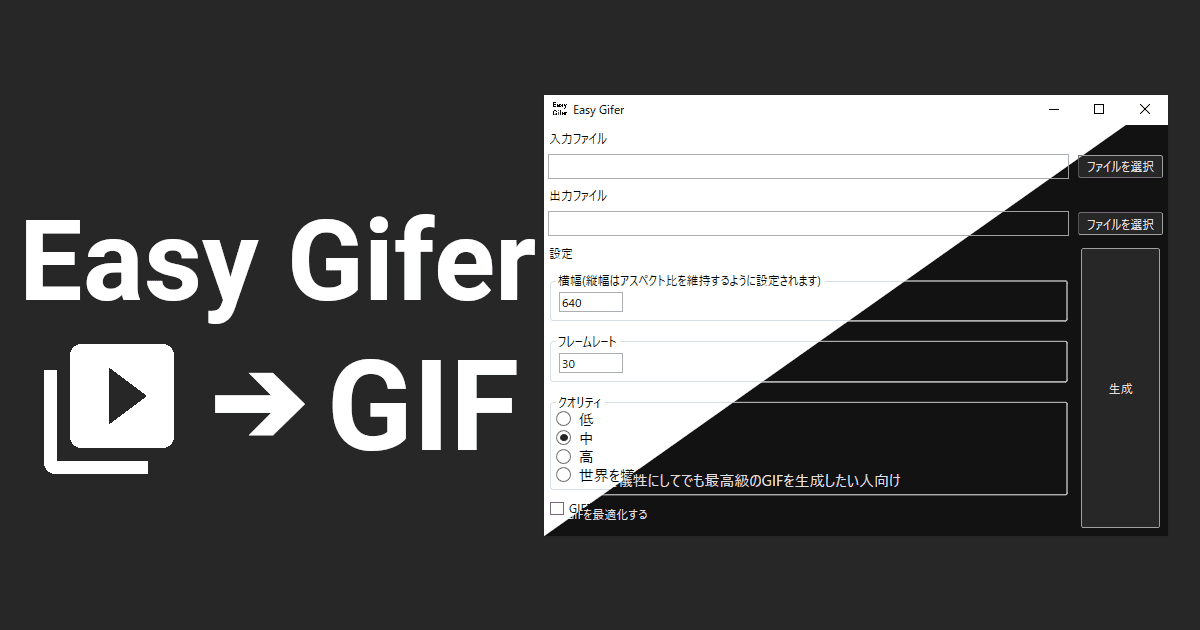 Easy Gifer
GIF
Easy Gifer
Easy Gifer
入力ファイル
ファイルを選択
出力ファイル
ファイルを選択
設定
横幅(縦幅はアスペクト比を維持するように設定されます)
640
フレームレート
30
クオリティ
低
中
高
世界を犠牲にしてでも最高級のGIFを生成したい人向け
GIFを最適化する
生成